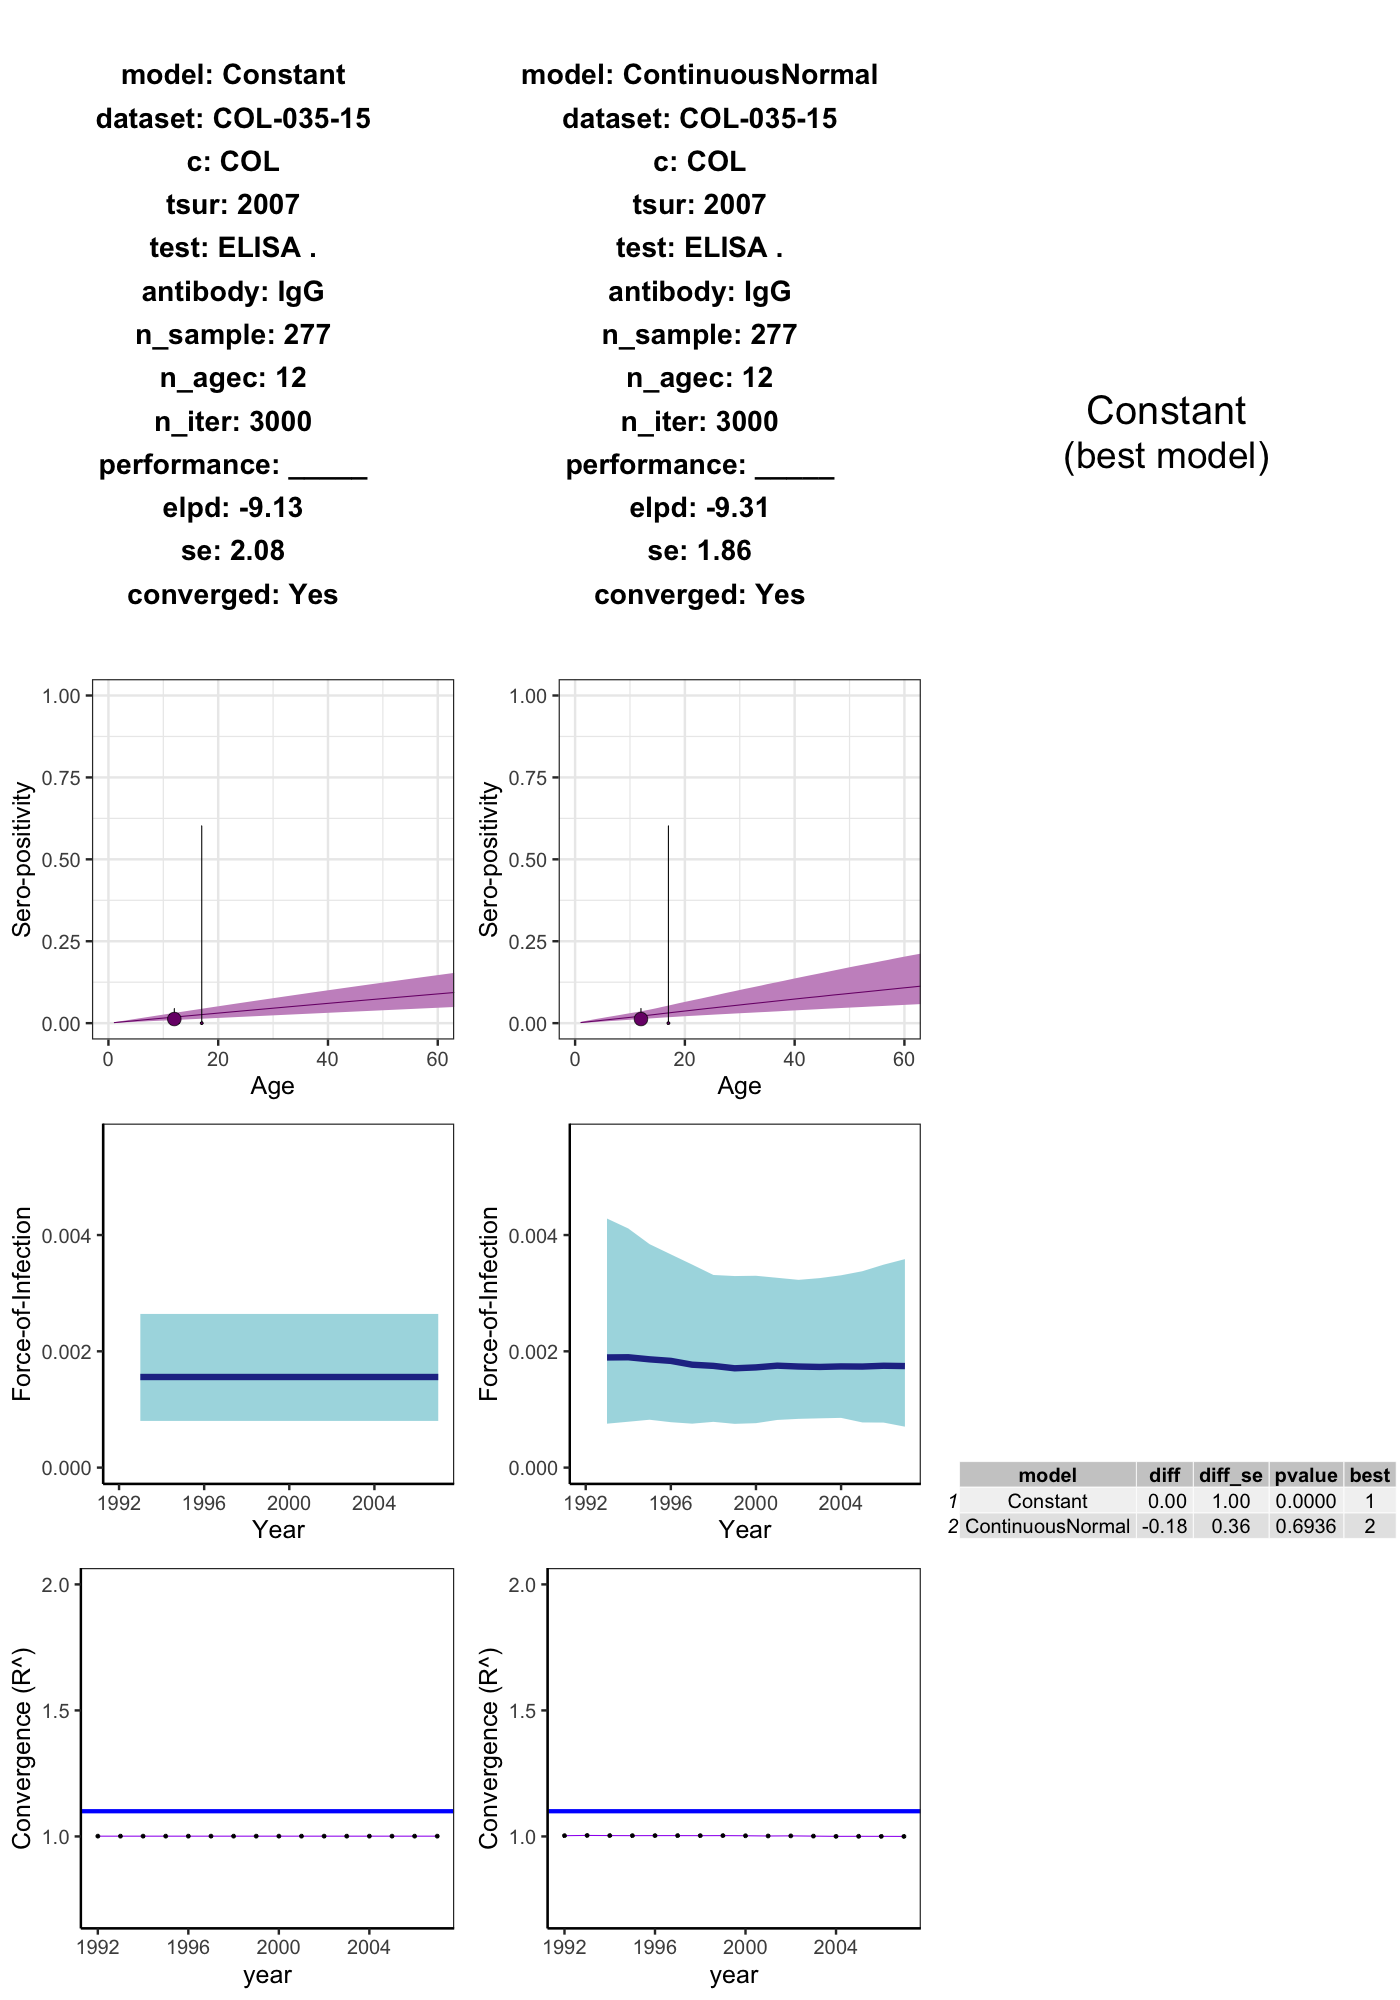 model: Constant
dataset: COL-035-15
c: COL
tsur: 2007
test: ELISA .
antibody: IgG
n_sample: 277
n_agec: 12
n_iter: 3000
performance: _____
elpd: -9.13
se: 2.08
converged: Yes
model: ContinuousNormal
dataset: COL-035-15
c: COL
tsur: 2007
test: ELISA .
antibody: IgG
n_sample: 277
n_agec: 12
n_iter: 3000
performance: _____
elpd: -9.31
se: 1.86
converged: Yes
Constant
(best model)
Sero-positivity
1.00
0.75
0.50
0.25
0.00
0 20 40 60
Age
Sero-positivity
1.00
0.75
0.50
0.25
0.00
0 20 40 60
Age
Force-of-Infection
0.004
0.002
0.000
1992 1996 2000 2004
Year
Force-of-Infection
0.004
0.002
0.000
1992 1996 2000 2004
Year
model diff diff_se pvalue best
1 Constant 0.00 1.00 0.0000 1
2 ContinuousNormal -0.18 0.36 0.6936 2
Convergence (R^)
2.0
1.5
1.0
1992 1996 2000 2004
year
Convergence (R^)
2.0
1.5
1.0
1992 1996 2000 2004
year